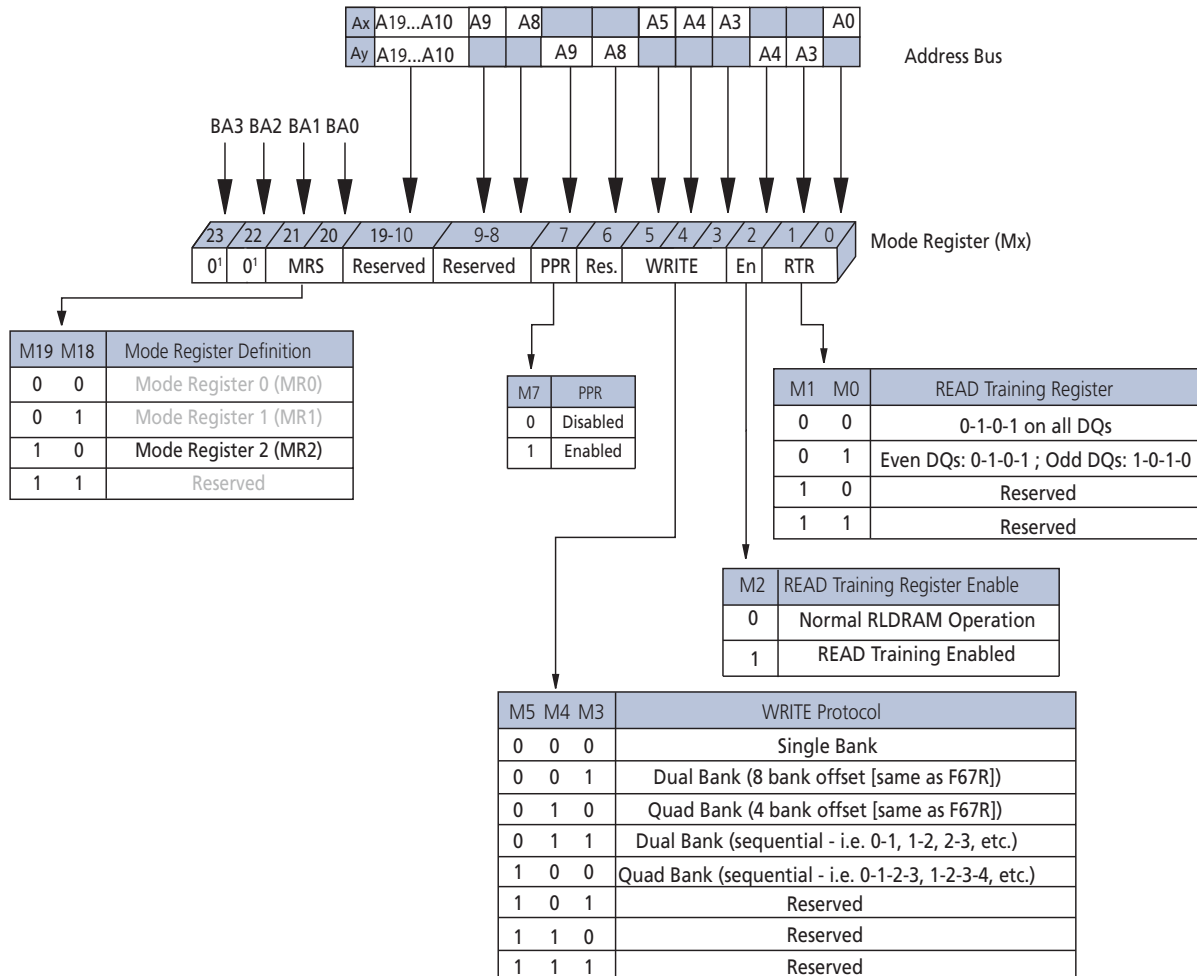 Ax A19...A10 A9 A8 A5 A4 A3 A0
Ay A19...A10 A9 A8 A4 A3
Address Bus
BA3 BA2 BA1 BA0
23 22 21 20 19-10 9-8 7 6 5 4 3 2 1 0
Mode Register (Mx)
0¹ 0¹ MRS Reserved Reserved PPR Res. WRITE En RTR
M19 M18 Mode Register Definition
0 0 Mode Register 0 (MR0)
0 1 Mode Register 1 (MR1)
1 0 Mode Register 2 (MR2)
1 1 Reserved
M7 PPR
0 Disabled
1 Enabled
M1 M0 READ Training Register
0 0 0-1-0-1 on all DQs
0 1 Even DQs: 0-1-0-1 ; Odd DQs: 1-0-1-0
1 0 Reserved
1 1 Reserved
M2 READ Training Register Enable
0 Normal RLDRAM Operation
1 READ Training Enabled
M5 M4 M3 WRITE Protocol
0 0 0 Single Bank
0 0 1 Dual Bank (8 bank offset [same as F67R])
0 1 0 Quad Bank (4 bank offset [same as F67R])
0 1 1 Dual Bank (sequential - i.e. 0-1, 1-2, 2-3, etc.)
1 0 0 Quad Bank (sequential - i.e. 0-1-2-3, 1-2-3-4, etc.)
1 0 1 Reserved
1 1 0 Reserved
1 1 1 Reserved